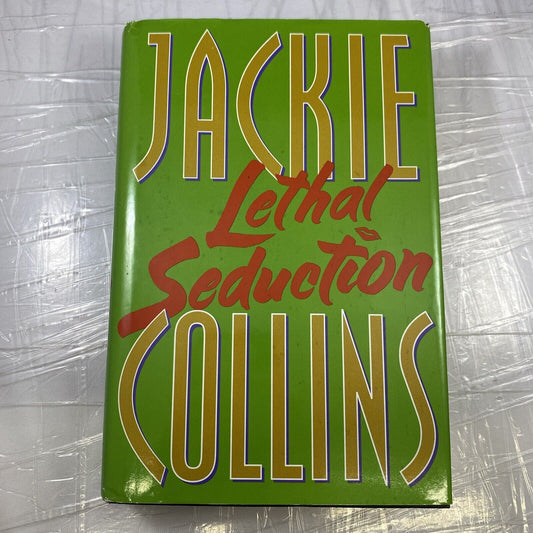 JACKIE
Lethal
Seduction
COLLINS